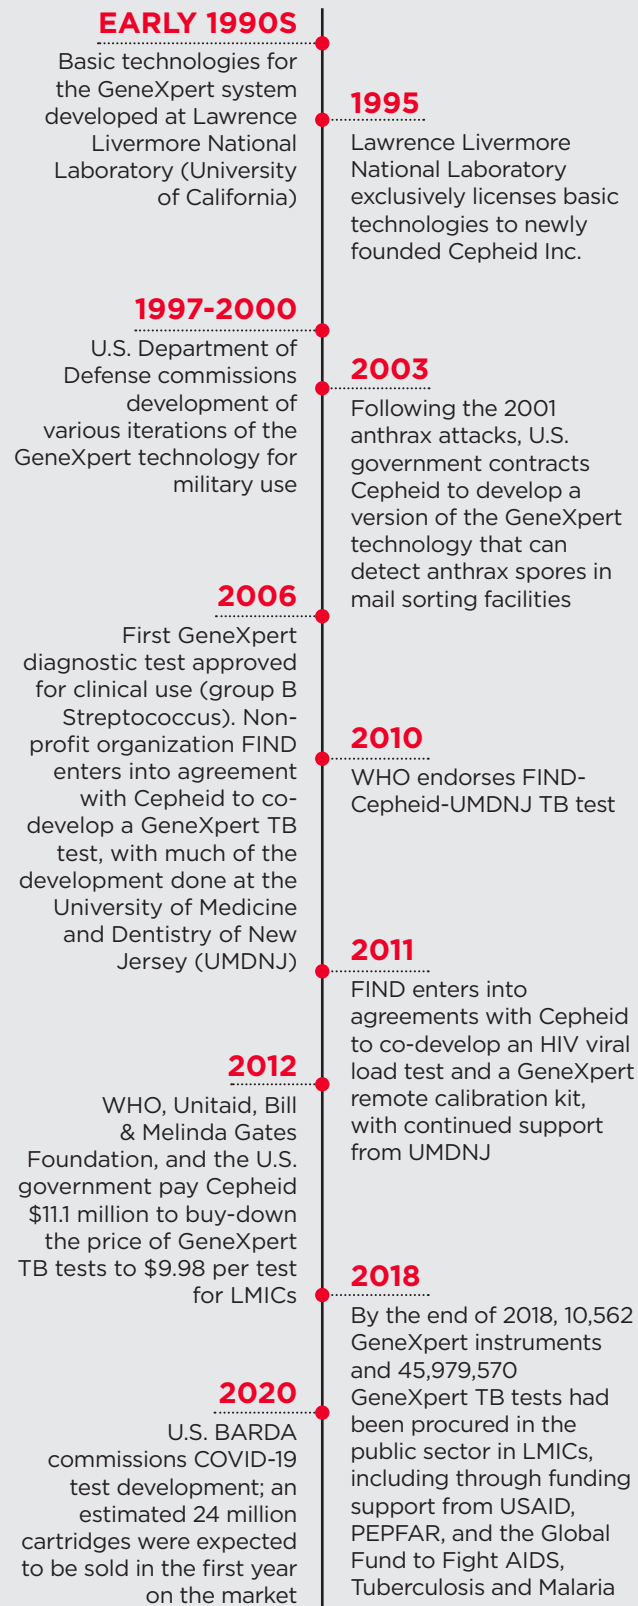 EARLY 1990S
Basic technologies for
the GeneXpert system
developed at Lawrence
Livermore National
Laboratory (University
of California)
1995
Lawrence Livermore
National Laboratory
exclusively licenses basic
technologies to newly
founded Cepheid Inc.
1997-2000
U.S. Department of
Defense commissions
development of
various iterations of the
GeneXpert technology for
military use
2003
Following the 2001
anthrax attacks, U.S.
government contracts
Cepheid to develop a
version of the GeneXpert
technology that can
detect anthrax spores in
mail sorting facilities
2006
First GeneXpert
diagnostic test approved
for clinical use (group B
Streptococcus). Non-
profit organization FIND
enters into agreement
with Cepheid to co-
develop a GeneXpert TB
test, with much of the
development done at the
University of Medicine
and Dentistry of New
Jersey (UMDNJ)
2010
WHO endorses FIND-
Cepheid-UMDNJ TB test
2011
FIND enters into
agreements with Cepheid
to co-develop an HIV viral
load test and a GeneXpert
remote calibration kit,
with continued support
from UMDNJ
2012
WHO, Unitaid, Bill
& Melinda Gates
Foundation, and the U.S.
government pay Cepheid
$11.1 million to buy-down
the price of GeneXpert
TB tests to $9.98 per test
for LMICs
2018
By the end of 2018, 10,562
GeneXpert instruments
and 45,979,570
GeneXpert TB tests had
been procured in the
public sector in LMICs,
including through funding
support from USAID,
PEPFAR, and the Global
Fund to Fight AIDS,
Tuberculosis and Malaria
2020
U.S. BARDA
commissions COVID-19
test development; an
estimated 24 million
cartridges were expected
to be sold in the first year
on the market